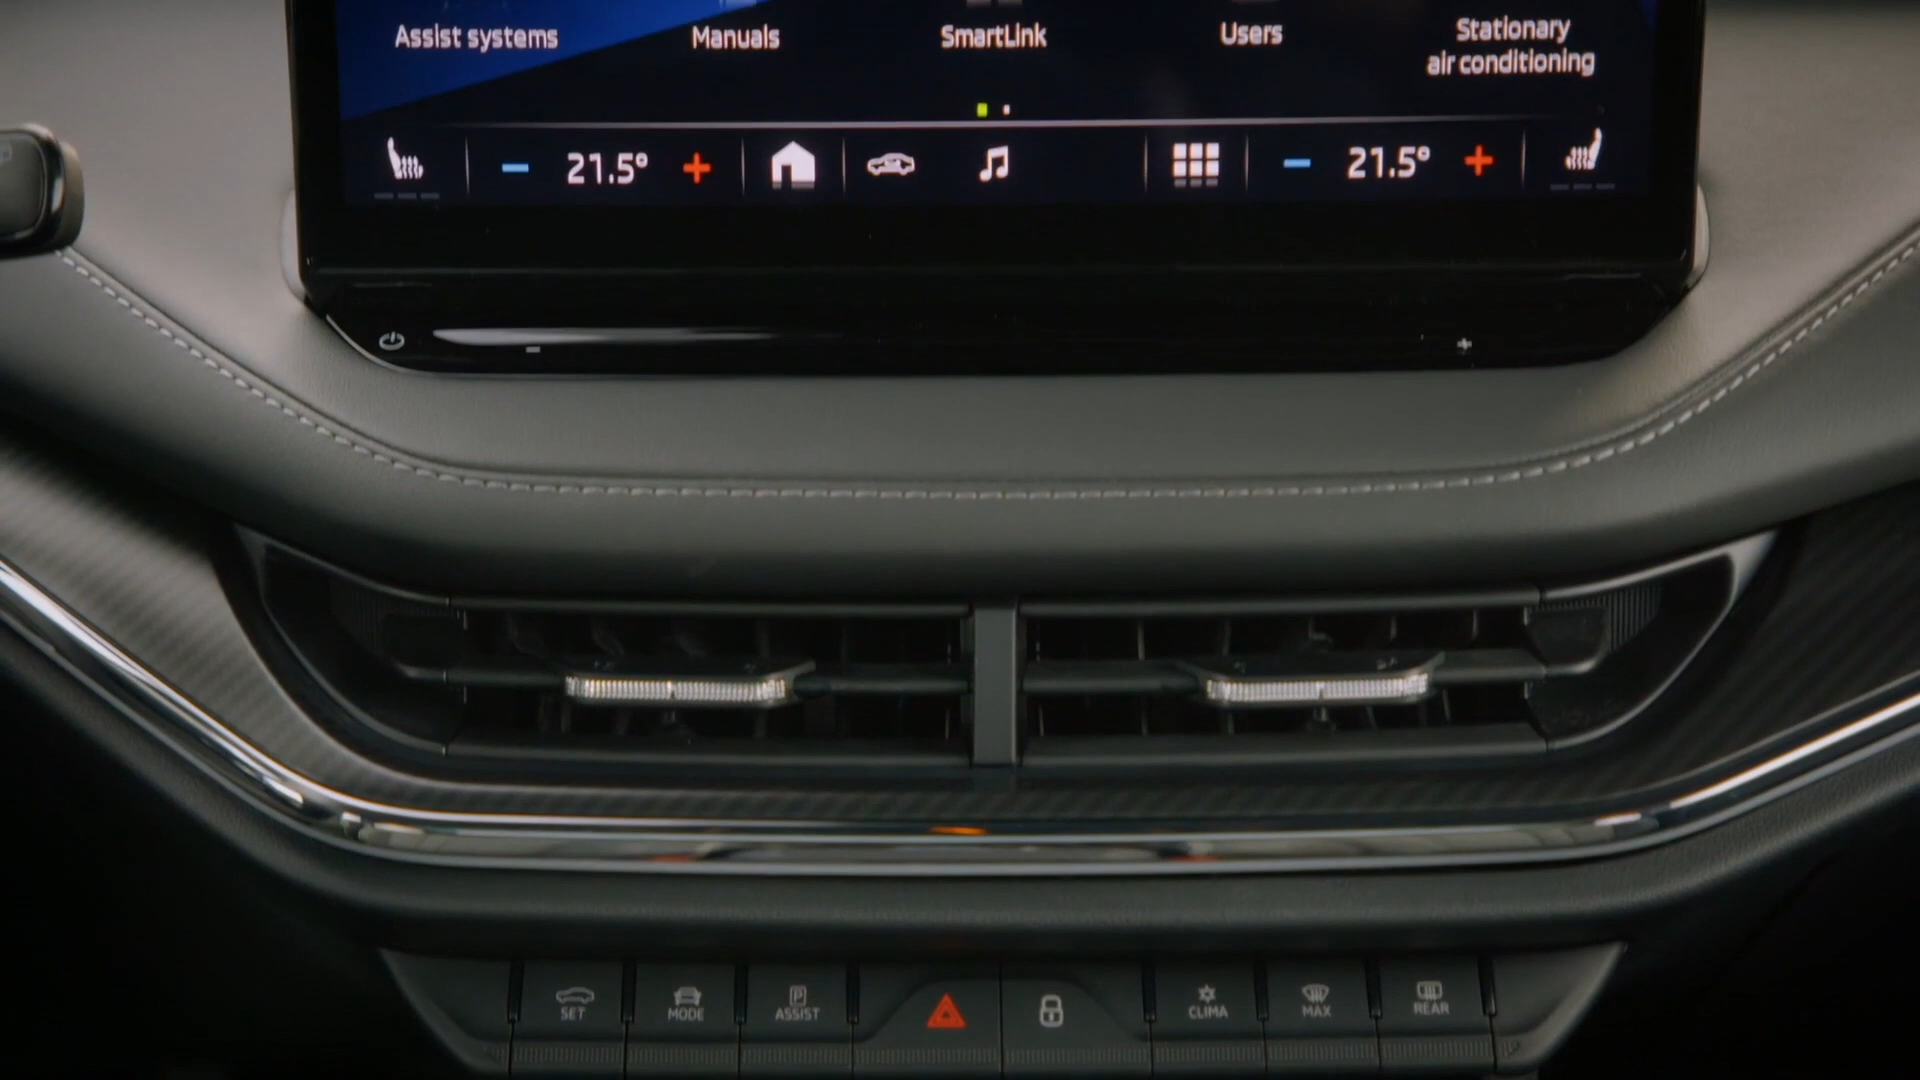 Assist systems
Manuals
SmartLink
Users
Stationary
air conditioning
21.5°
21.5°
SET
MODE
P
ASSIST
CLIMA
MAX
REAR